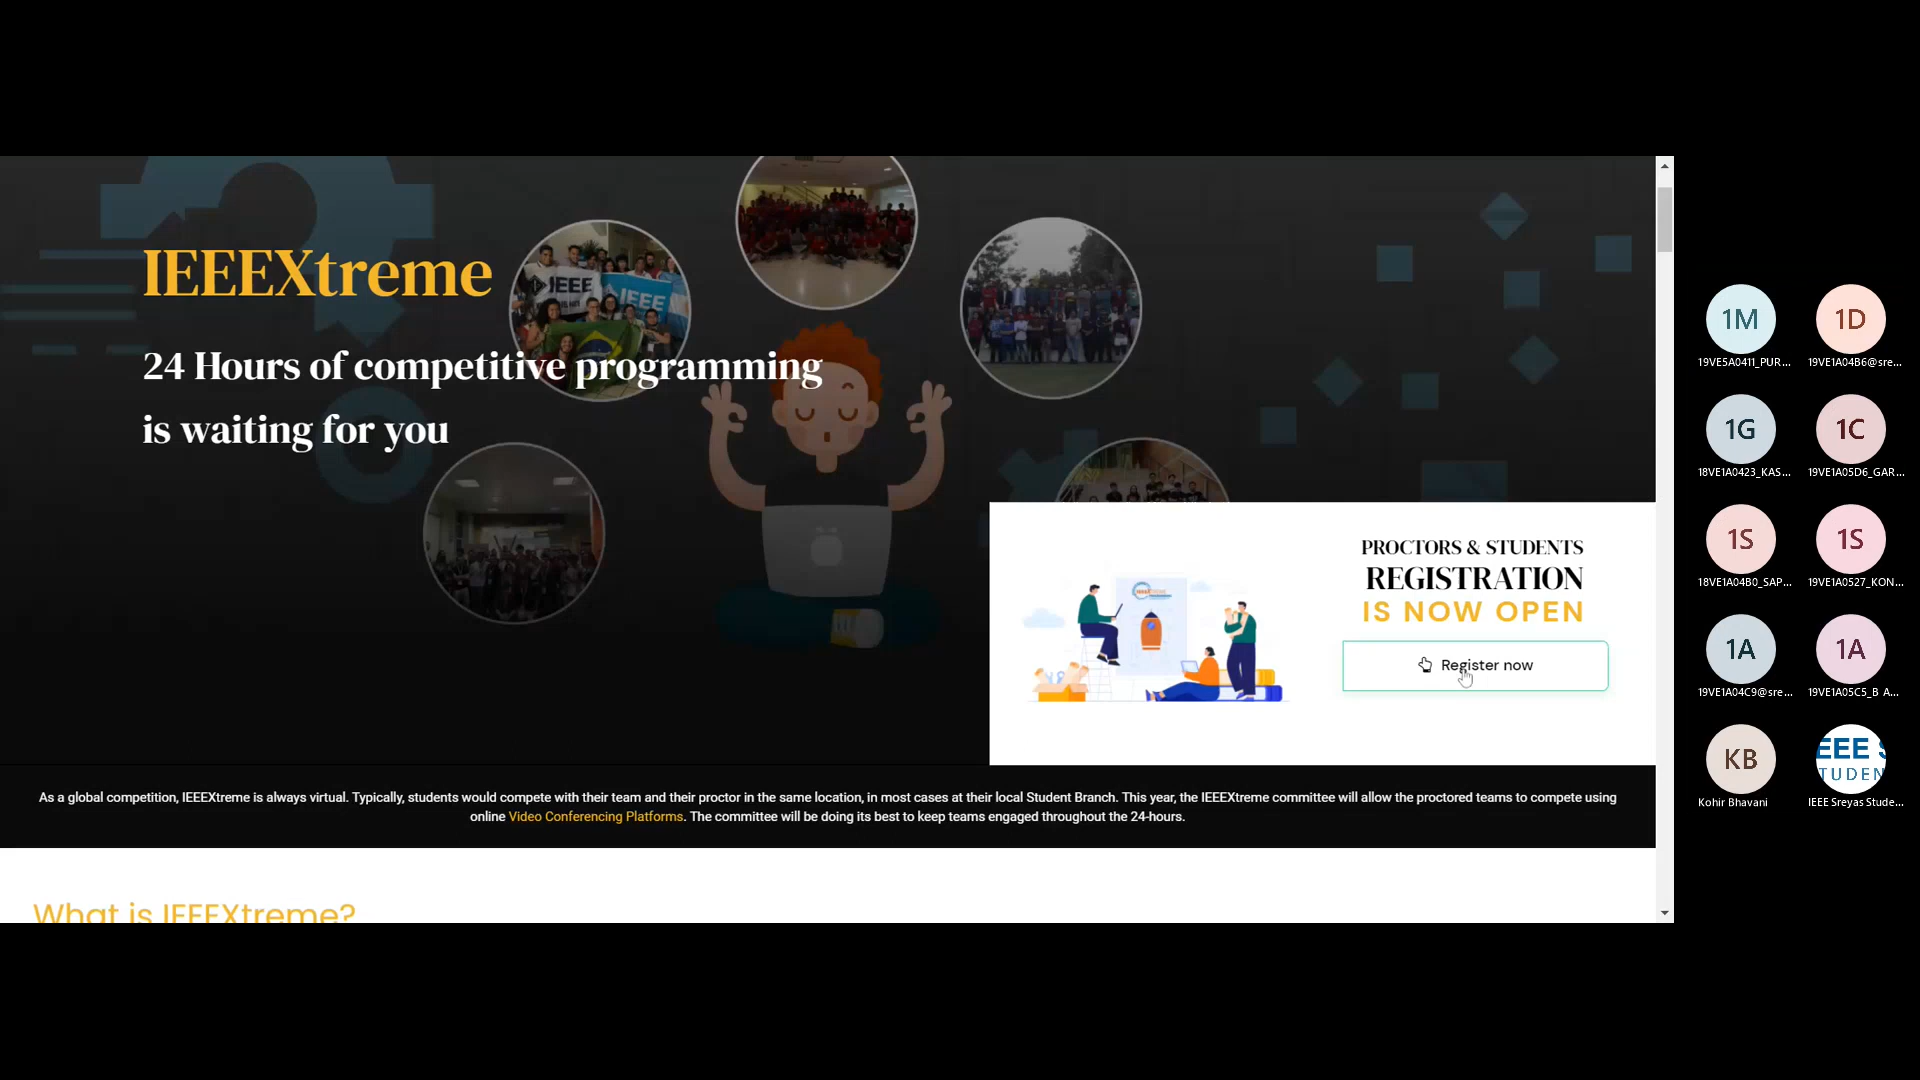 IEEEXtreme
24 Hours of competitive programming
is waiting for you
IEEE
IEEE
PROCTORS & STUDENTS
REGISTRATION
IS NOW OPEN
Register now
As a global competition, IEEEXtreme is always virtual. Typically, students would compete with their team and their proctor in the same location, in most cases at their local Student Branch. This year, the IEEEXtreme committee will allow the proctored teams to compete using
online Video Conferencing Platforms. The committee will be doing its best to keep teams engaged throughout the 24-hours.
What is IEEEXtreme?
1M
1D
19VE5A0411_PUR...
19VE1A04B6@sre...
1G
1C
18VE1A0423_KAS...
19VE1A05D6_GAR...
1S
1S
18VE1A04B0_SAP...
19VE1A0527_KON...
1A
1A
19VE1A04C9@sre...
19VE1A05C5_B A...
KB
EEE S
TUDEN
Kohir Bhavani
IEEE Sreyas Stude...